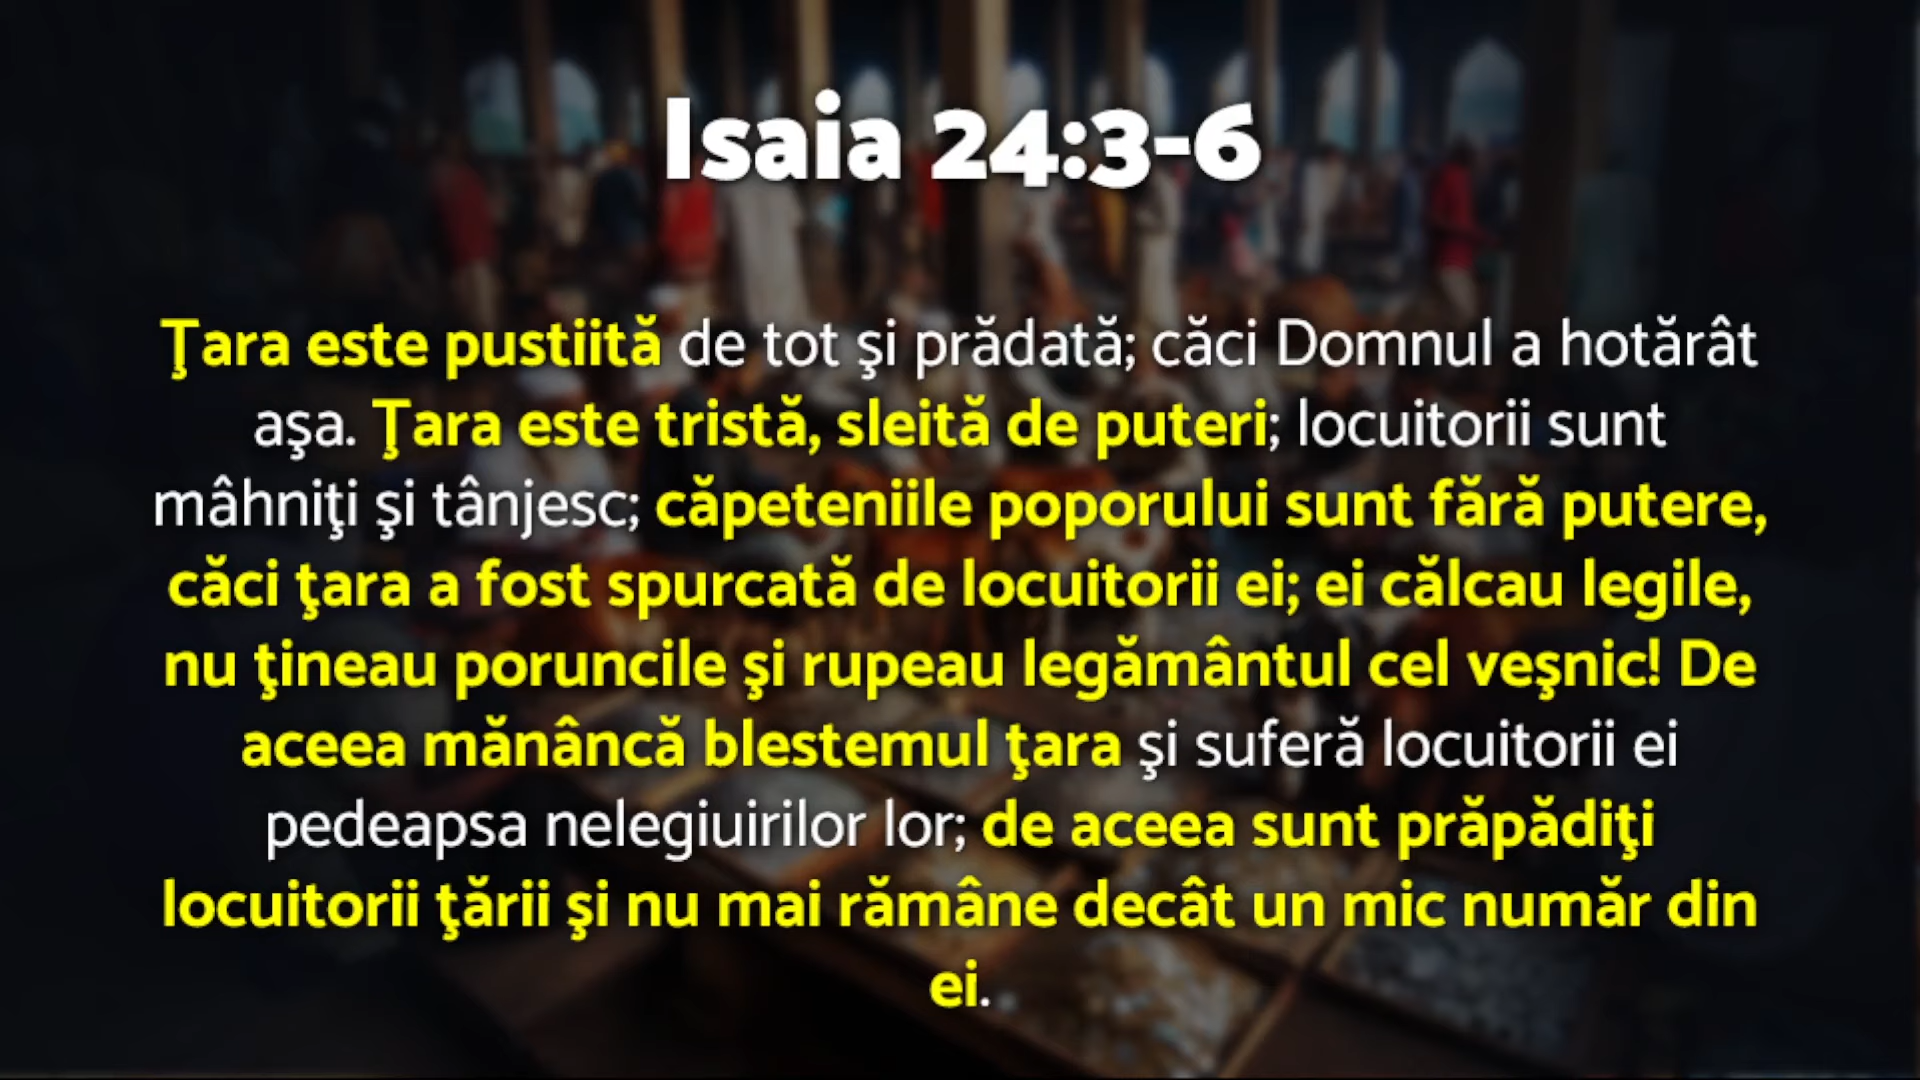 Isaia 24:3-6
Ţara este pustiită de tot şi prădată; căci Domnul a hotărât
aşa. Ţara este tristă, sleită de puteri; locuitorii sunt
mâhniţi şi tânjesc; căpeteniile poporului sunt fără putere,
căci ţara a fost spurcată de locuitorii ei; ei călcau legile,
nu ţineau poruncile şi rupeau legământul cel veşnic! De
aceea mănâncă blestemul ţara şi suferă locuitorii ei
pedeapsa nelegiuirilor lor; de aceea sunt prăpădiţi
locuitorii ţării şi nu mai rămâne decât un mic număr din
ei.